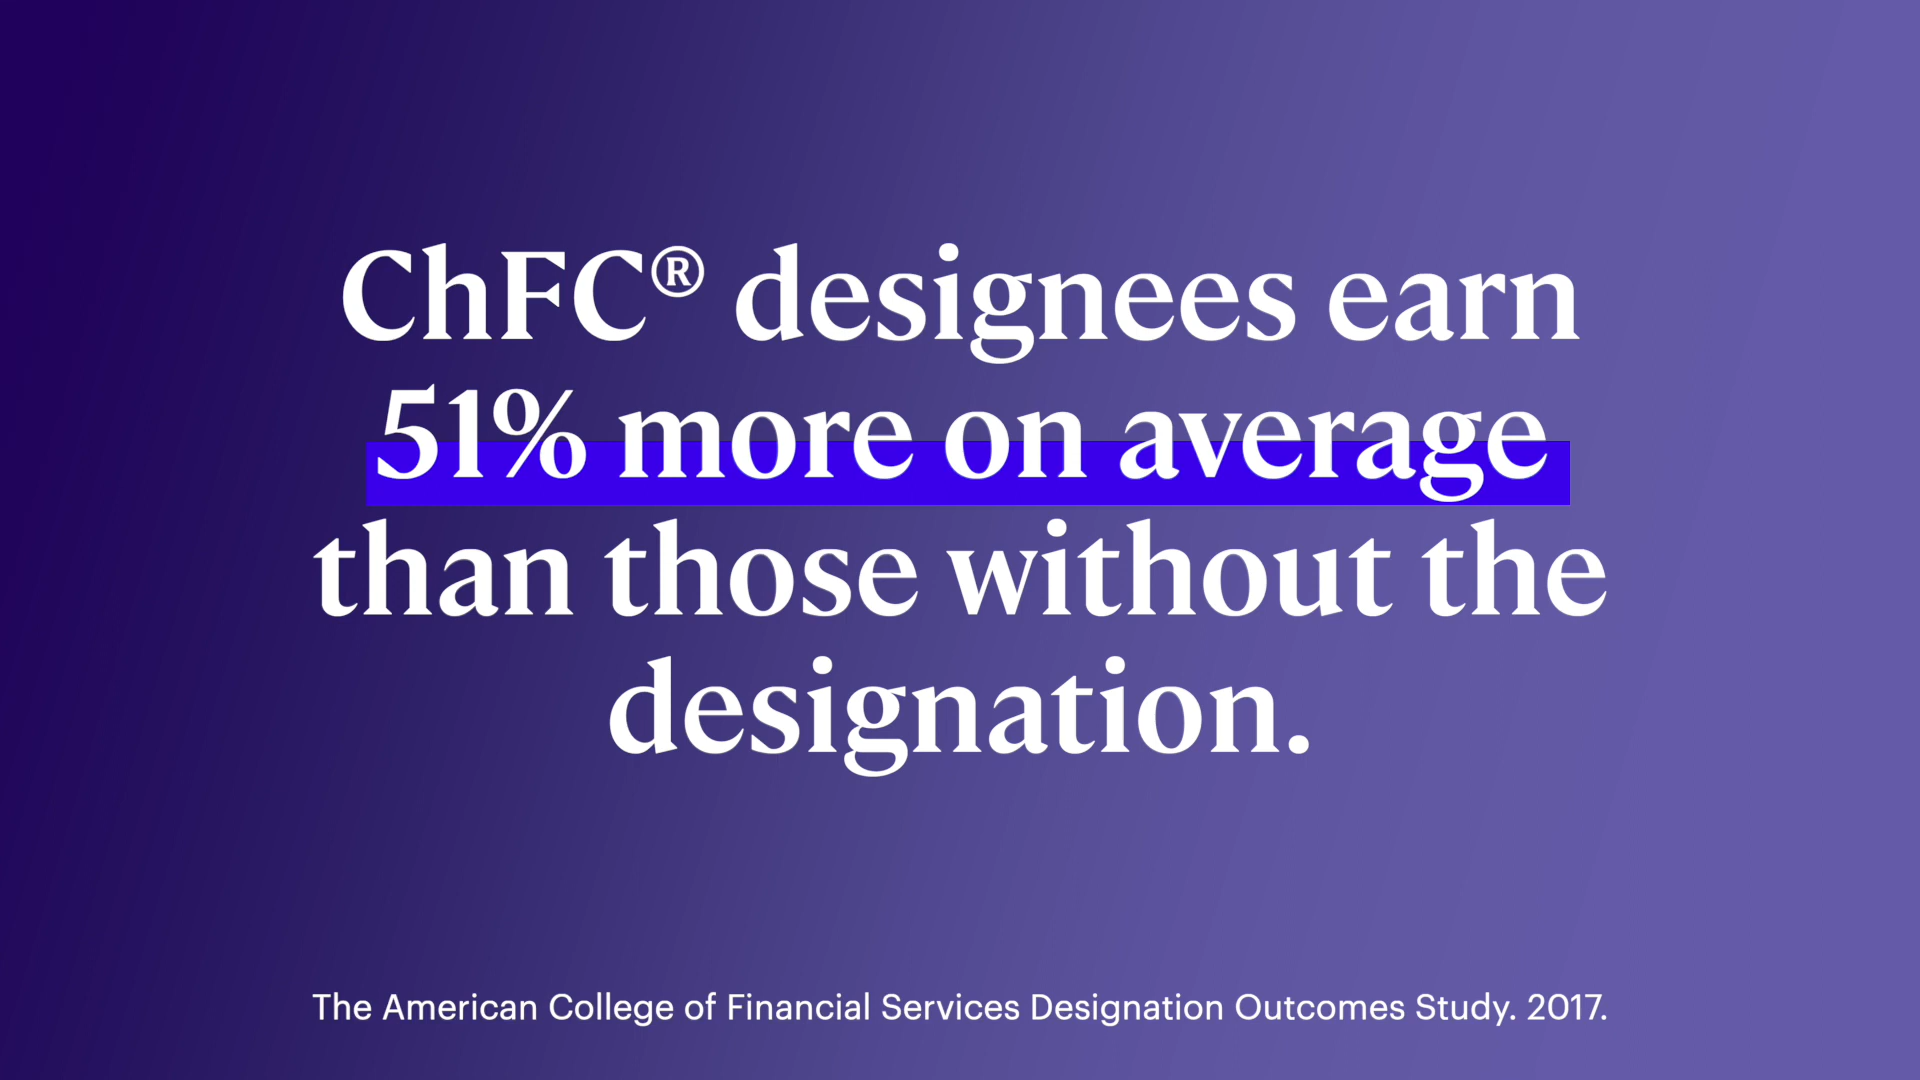 ChFC® designees earn
51% more on average
than those without the
designation.
The American College of Financial Services Designation Outcomes Study. 2017.